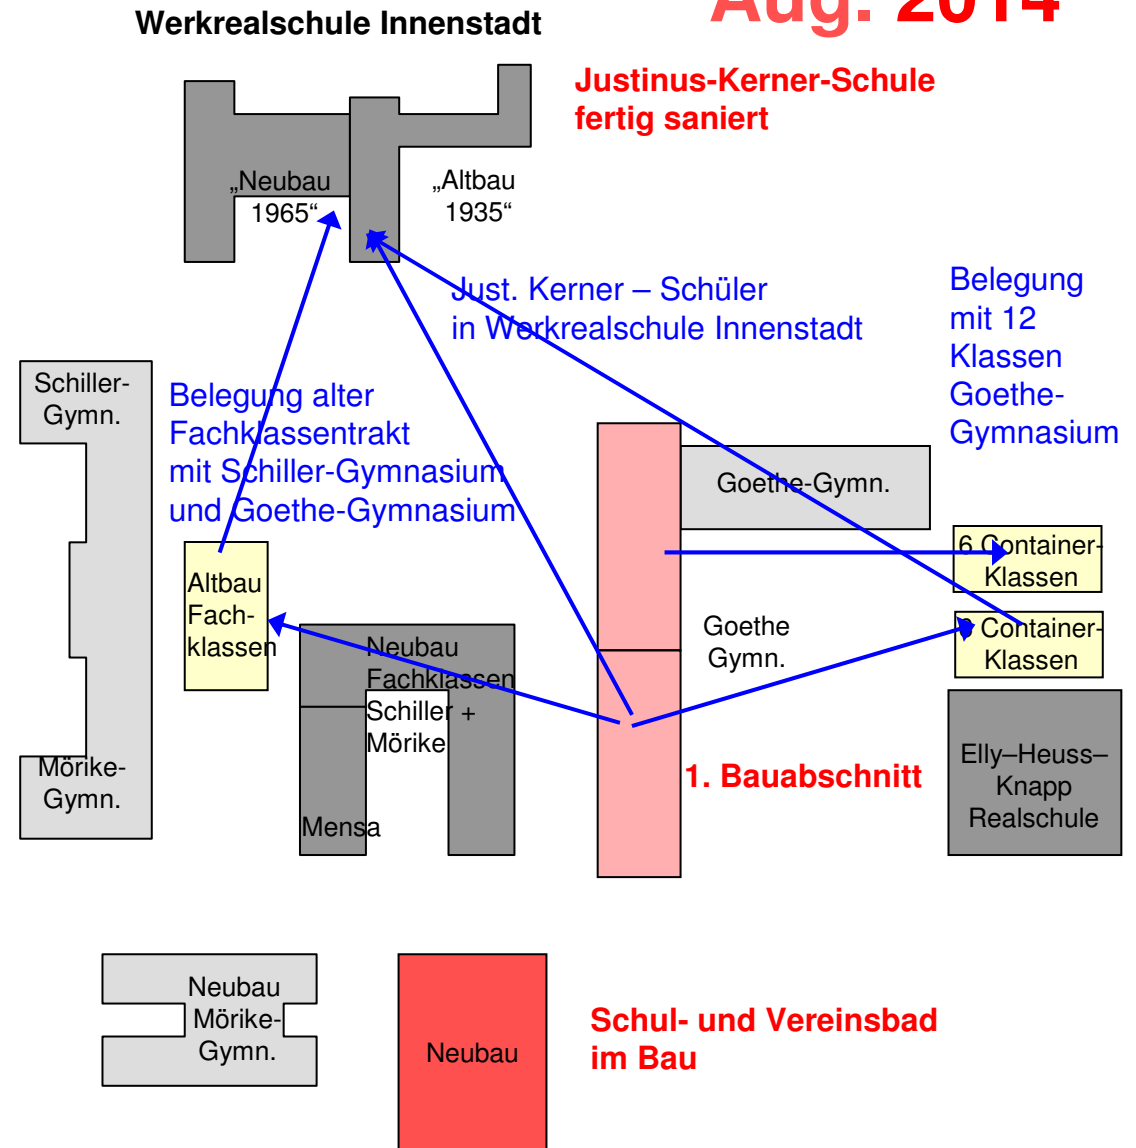 Aug. 2014
Werkrealschule Innenstadt
Justinus-Kerner-Schule
fertig saniert
„Neubau
1965“
„Altbau
1935“
Just. Kerner – Schüler
in Werkrealschule Innenstadt
Belegung
mit 12
Klassen
Goethe-
Gymnasium
Schiller-
Gymn.
Belegung alter
Fachklassentrakt
mit Schiller-Gymnasium
und Goethe-Gymnasium
Goethe-Gymn.
6 Container-
Klassen
Altbau
Fach-
klassen
Neubau
Fachklassen
Schiller +
Mörike
Goethe
Gymn.
Container-
Klassen
Mörike-
Gymn.
Mensa
1. Bauabschnitt
Elly–Heuss–
Knapp
Realschule
Neubau
Mörike-
Gymn.
Neubau
Schul- und Vereinsbad
im Bau